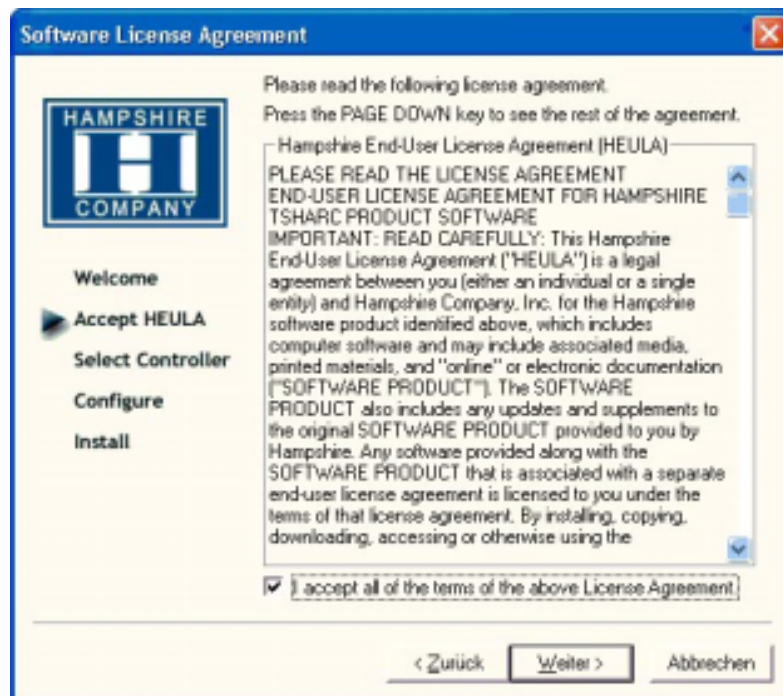 Software License Agreement
HAMPSHIRE
H
COMPANY
Welcome
Accept HEULA
Select Controller
Configure
Install
Please read the following license agreement.
Press the PAGE DOWN key to see the rest of the agreement.
Hampshire End-User License Agreement (HEULA)
PLEASE READ THE LICENSE AGREEMENT
END-USER LICENSE AGREEMENT FOR HAMPSHIRE
TSHARC PRODUCT SOFTWARE
IMPORTANT: READ CAREFULLY: This Hampshire
End-User License Agreement ("HEULA") is a legal
agreement between you (either an individual or a single
entity) and Hampshire Company, Inc. for the Hampshire
software product identified above, which includes
computer software and may include associated media,
printed materials, and "online" or electronic documentation
("SOFTWARE PRODUCT"). The SOFTWARE
PRODUCT also includes any updates and supplements to
the original SOFTWARE PRODUCT provided to you by
Hampshire. Any software provided along with the
SOFTWARE PRODUCT that is associated with a separate
end-user license agreement is licensed to you under the
terms of that license agreement. By installing, copying,
downloading, accessing or otherwise using the
I accept all of the terms of the above License Agreement
< Zurück
Weiter >
Abbrechen